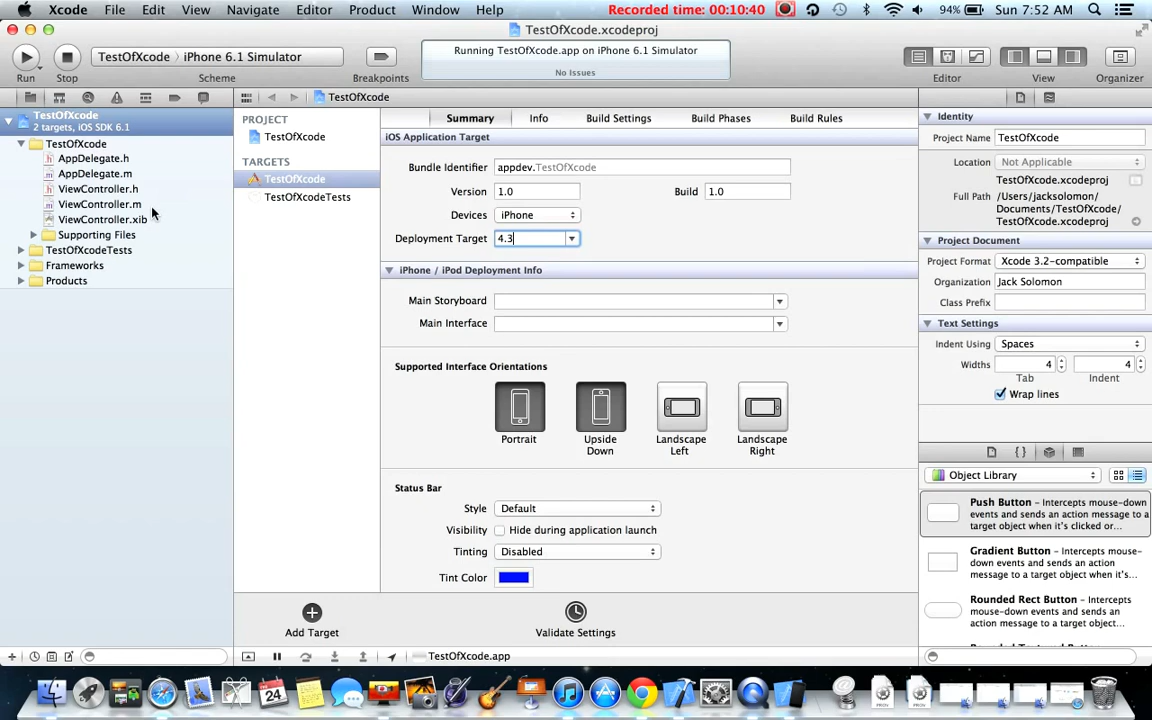 Xcode File Edit View Navigate Editor Product Window Help Recorded time: 00:10:40 94% Sun 7:52 AM
TestOfXcode.xcodeproj
Run Stop
TestOfXcode iPhone 6.1 Simulator
Scheme
Breakpoints
Running TestOfXcode.app on iPhone 6.1 Simulator
No Issues
Editor View Organizer
TestOfXcode
2 targets, iOS SDK 6.1
TestOfXcode
AppDelegate.h
AppDelegate.m
ViewController.h
ViewController.m
ViewController.xib
Supporting Files
TestOfXcodeTests
Frameworks
Products
TestOfXcode
PROJECT
TestOfXcode
TARGETS
TestOfXcode
TestOfXcodeTests
Summary Info Build Settings Build Phases Build Rules
iOS Application Target
Bundle Identifier appdev.TestOfXcode
Version 1.0 Build 1.0
Devices iPhone
Deployment Target 4.3
iPhone / iPod Deployment Info
Main Storyboard
Main Interface
Supported Interface Orientations
Portrait
Upside
Down
Landscape
Left
Landscape
Right
Status Bar
Style Default
Visibility Hide during application launch
Tinting Disabled
Tint Color
Add Target
Validate Settings
TestOfXcode.app
Identity
Project Name TestOfXcode
Location Not Applicable
TestOfXcode.xcodeproj
Full Path /Users/jacksolomon/
Documents/TestOfXcode/
TestOfXcode.xcodeproj
Project Document
Project Format Xcode 3.2-compatible
Organization Jack Solomon
Class Prefix
Text Settings
Indent Using Spaces
Widths 4 4
Tab Indent
Wrap lines
Object Library
Push Button - Intercepts mouse-down
events and sends an action message to a
target object when it's clicked or...
Gradient Button - Intercepts mouse-
down events and sends an action
message to a target object when it's...
Rounded Rect Button - Intercepts
mouse-down events and sends an
action message to a target object...
24